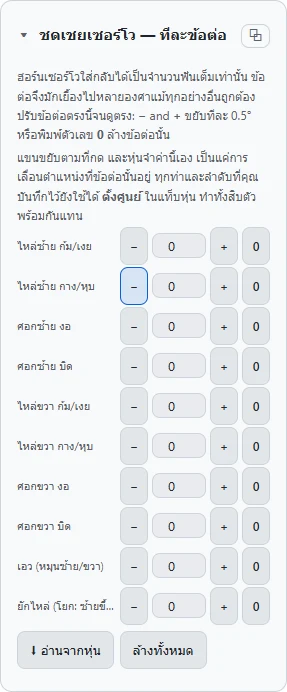 ▼ ชดเชยเซอร์โว — ทีละข้อต่อ
ฮอร์นเซอร์โวใส่กลับได้เป็นจำนวนฟันเต็มเท่านั้น ข้อ
ต่อจึงมักเยื้องไปหลายองศาแม้ทุกอย่างอื่นถูกต้อง
ปรับข้อต่อตรงนี้จนดูตรง: − and + ขยับทีละ 0.5°
หรือพิมพ์ตัวเลข 0 ล้างข้อต่อนั้น
แขนขยับตามที่กด และหุ่นจำค่านี้เอง เป็นแค่การ
เลื่อนตำแหน่งที่ข้อต่อนั้นอยู่ ทุกท่าและลำดับที่คุณ
บันทึกไว้ยังใช้ได้ ตั้งศูนย์ ในแท็บหุ่น ทำทั้งสิบตัว
พร้อมกันแทน
ไหล่ซ้าย ก้ม/เงย − 0 + 0
ไหล่ซ้าย กาง/หุบ − 0 + 0
ศอกซ้าย งอ − 0 + 0
ศอกซ้าย บิด − 0 + 0
ไหล่ขวา ก้ม/เงย − 0 + 0
ไหล่ขวา กาง/หุบ − 0 + 0
ศอกขวา งอ − 0 + 0
ศอกขวา บิด − 0 + 0
เอว (หมุนซ้าย/ขวา) − 0 + 0
ยักไหล่ (โยก: ซ้ายขึ้... − 0 + 0
⬇ อ่านจากหุ่น ล้างทั้งหมด